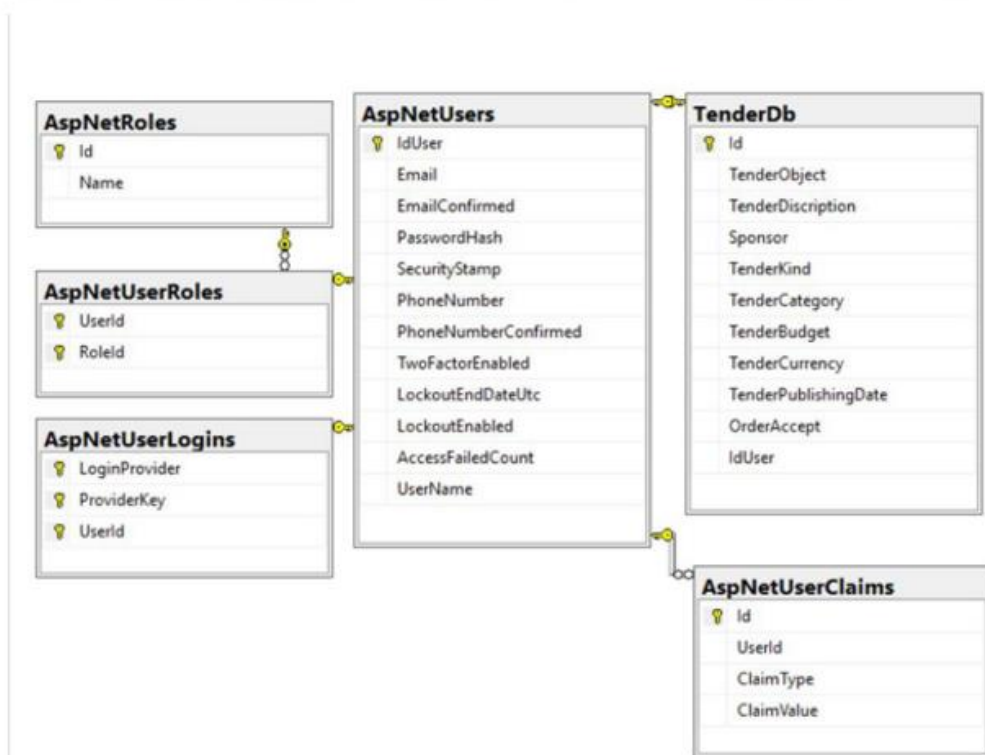 AspNetRoles
Id
Name
AspNetUserRoles
UserId
RoleId
AspNetUserLogins
LoginProvider
ProviderKey
UserId
AspNetUsers
IdUser
Email
EmailConfirmed
PasswordHash
SecurityStamp
PhoneNumber
PhoneNumberConfirmed
TwoFactorEnabled
LockoutEndDateUtc
LockoutEnabled
AccessFailedCount
UserName
TenderDb
Id
TenderObject
TenderDiscription
Sponsor
TenderKind
TenderCategory
TenderBudget
TenderCurrency
TenderPublishingDate
OrderAccept
IdUser
AspNetUserClaims
Id
UserId
ClaimType
ClaimValue